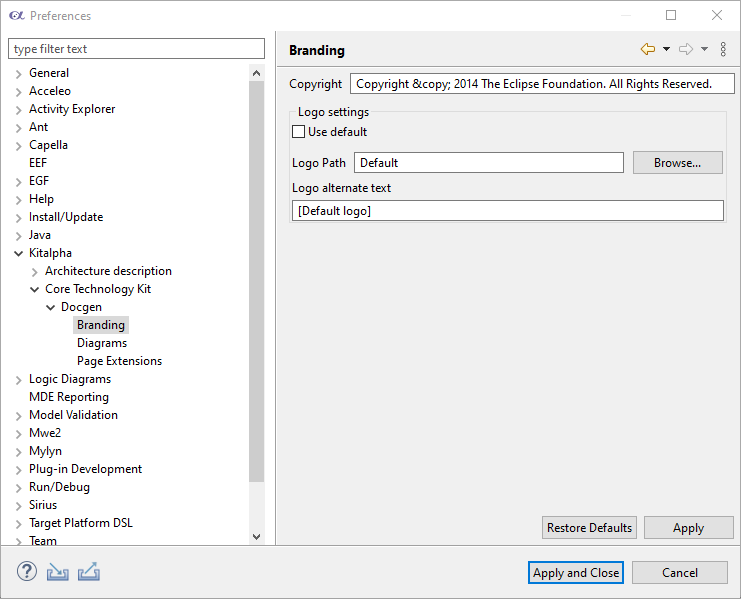 Preferences
type filter text
General
Acceleo
Activity Explorer
Ant
Capella
EEF
EGF
Help
Install/Update
Java
Kitalpha
Architecture description
Core Technology Kit
Docgen
Branding
Diagrams
Page Extensions
Logic Diagrams
MDE Reporting
Model Validation
Mwe2
Mylyn
Plug-in Development
Run/Debug
Sirius
Target Platform DSL
Team
Branding
Copyright Copyright &copy; 2014 The Eclipse Foundation. All Rights Reserved.
Logo settings
Use default
Logo Path Default Browse...
Logo alternate text
[Default logo]
Restore Defaults Apply
Apply and Close Cancel